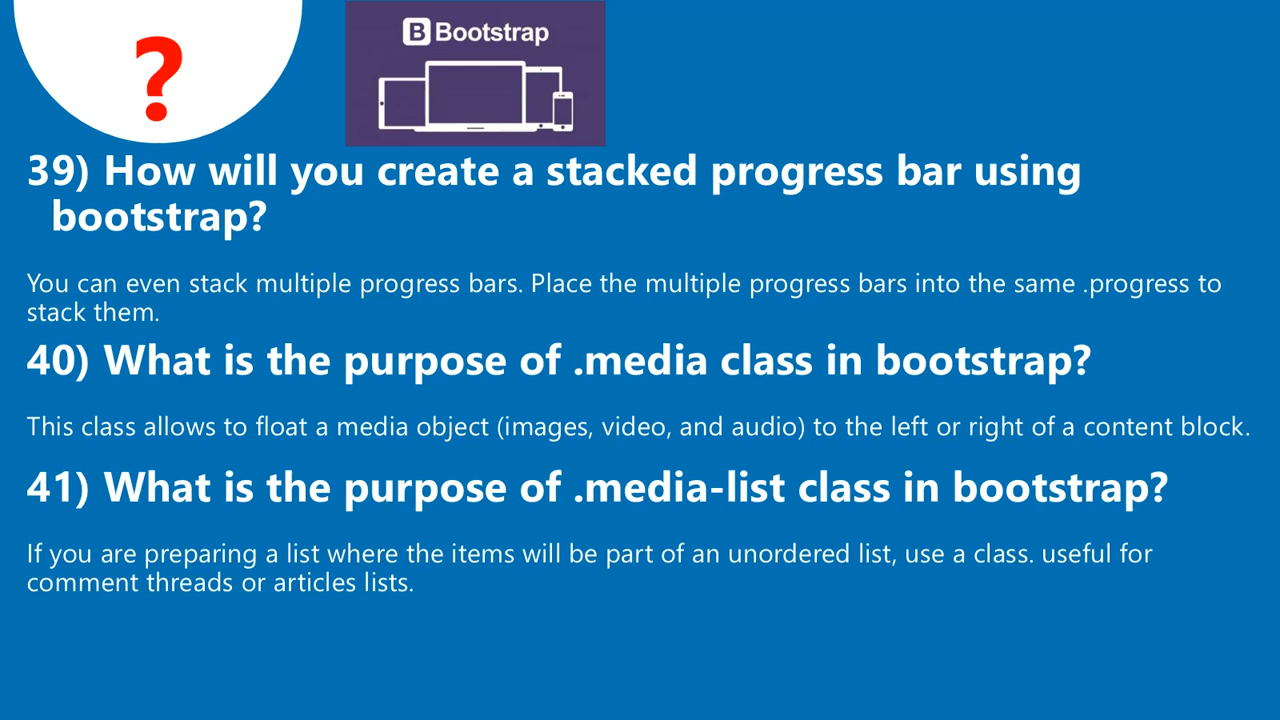 ?
B Bootstrap
39) How will you create a stacked progress bar using
bootstrap?
You can even stack multiple progress bars. Place the multiple progress bars into the same .progress to
stack them.
40) What is the purpose of .media class in bootstrap?
This class allows to float a media object (images, video, and audio) to the left or right of a content block.
41) What is the purpose of .media-list class in bootstrap?
If you are preparing a list where the items will be part of an unordered list, use a class. useful for
comment threads or articles lists.